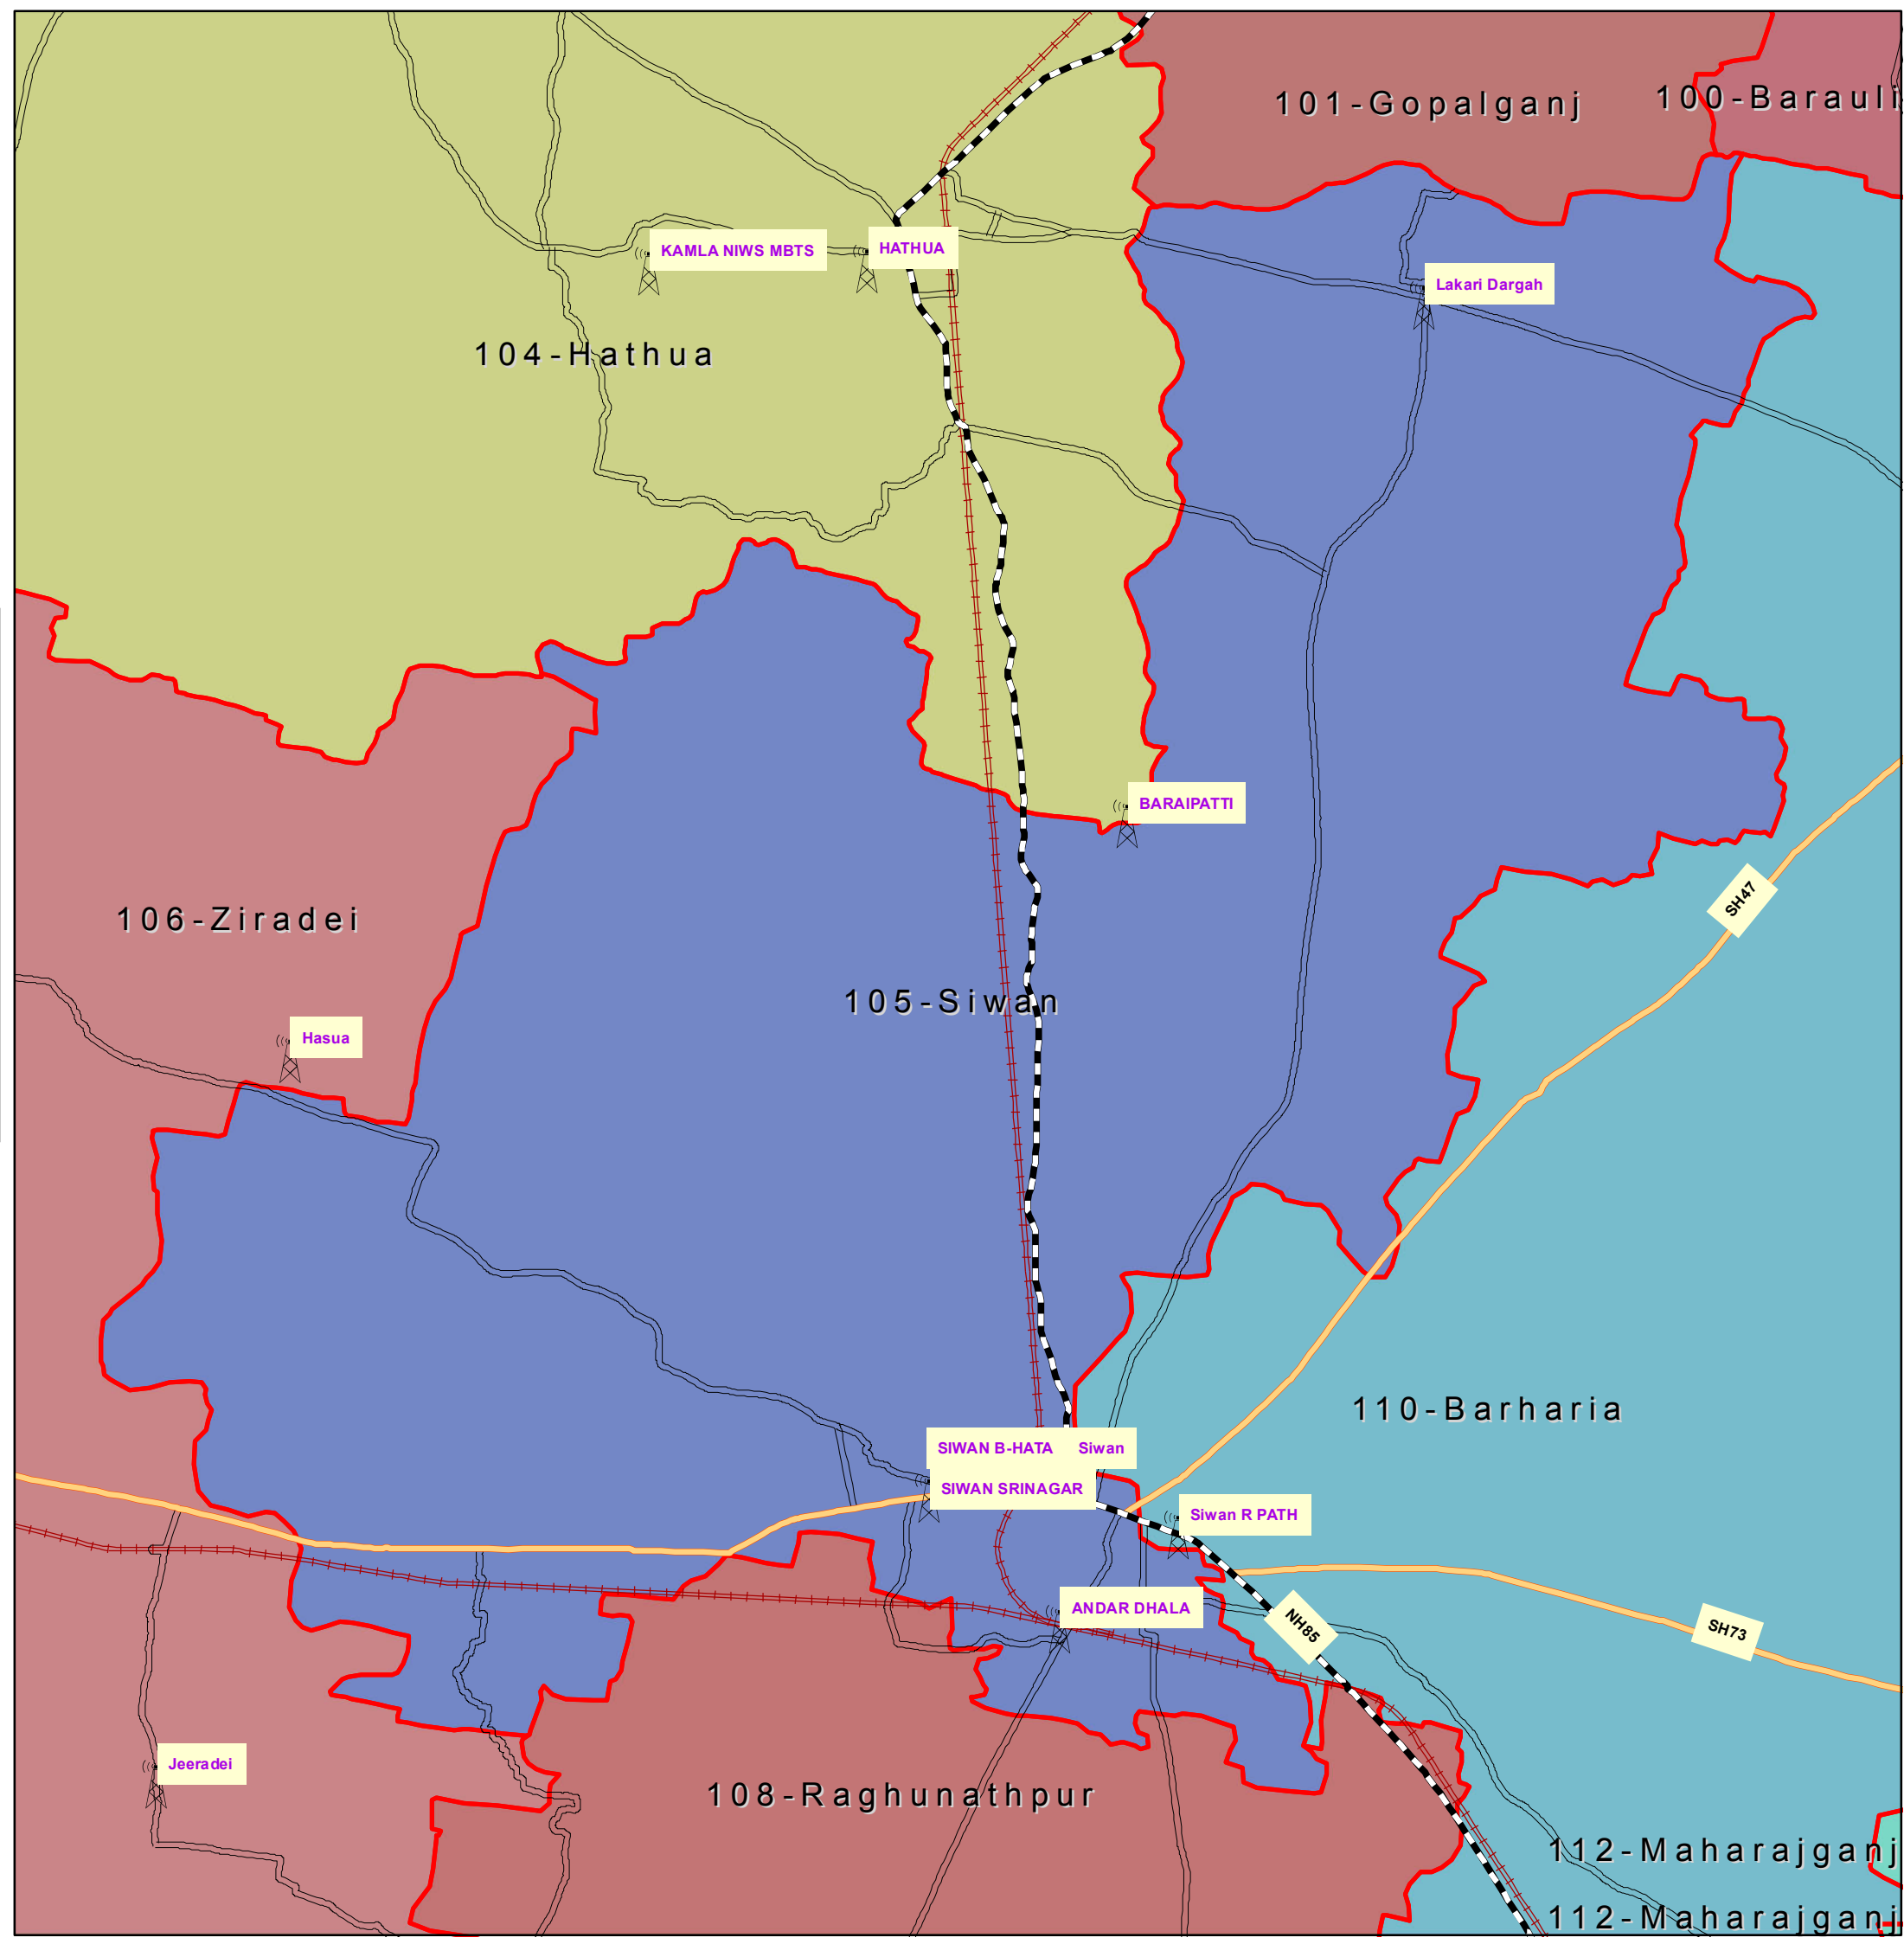 101-Gopalganj
100-Barauli
KAMLA NIWS MBTS
HATHUA
Lakari Dargah
104-Hathua
BARAIPATTI
SH47
106-Ziradei
105-Siwan
Hasua
110-Barharia
SIWAN B-HATA
Siwan
SIWAN SRINAGAR
Siwan R PATH
ANDAR DHALA
NH85
SH73
Jeeradei
108-Raghunathpur
112-Maharajganj
112-Maharajganj